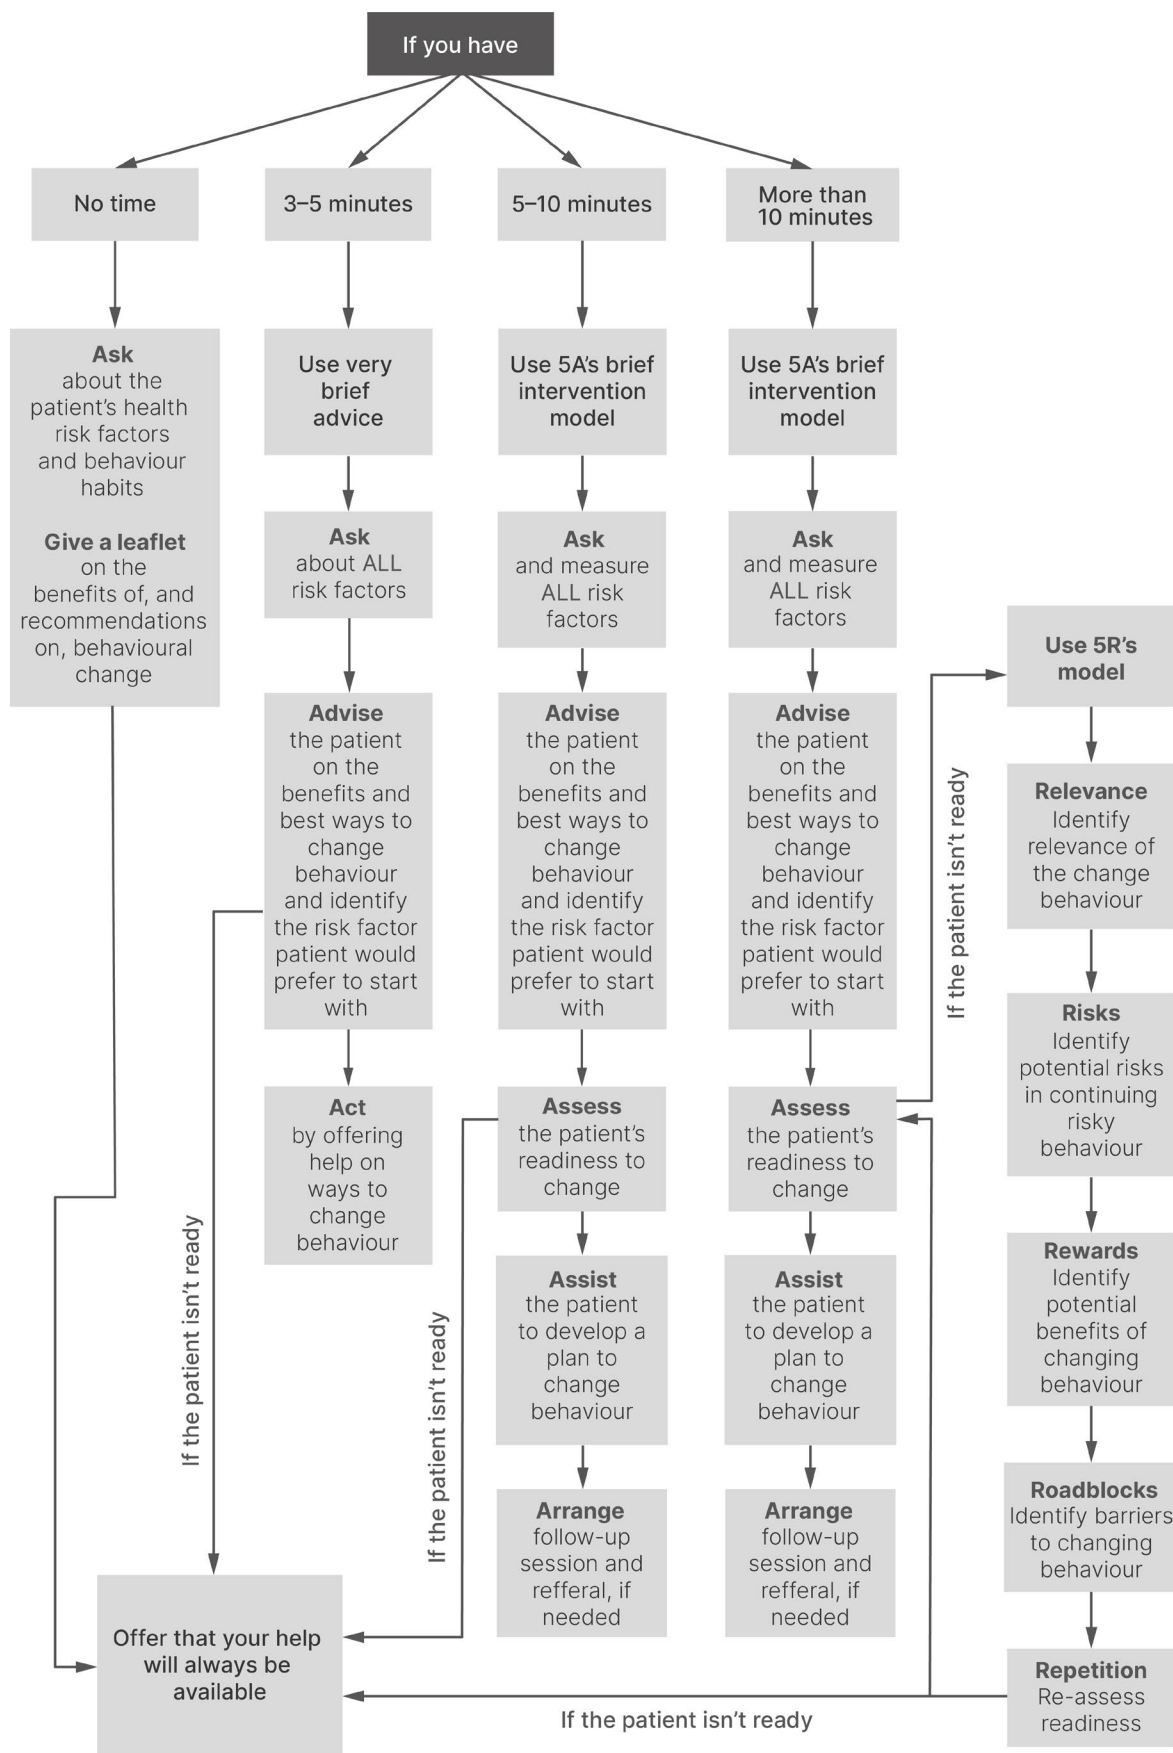 If you have
No time
3–5 minutes
5–10 minutes
More than
10 minutes
Ask
about the
patient’s health
risk factors
and behaviour
habits
Give a leaflet
on the
benefits of, and
recommendations
on, behavioural
change
Use very
brief
advice
Ask
about ALL
risk factors
Advise
the patient
on the
benefits and
best ways to
change
behaviour
and identify
the risk factor
patient would
prefer to start
with
Act
by offering
help on
ways to
change
behaviour
Use 5A’s brief
intervention
model
Ask
and measure
ALL risk
factors
Advise
the patient
on the
benefits and
best ways to
change
behaviour
and identify
the risk factor
patient would
prefer to start
with
Assess
the patient’s
readiness to
change
Assist
the patient
to develop a
plan to
change
behaviour
Arrange
follow-up
session and
refferal, if
needed
Use 5A’s brief
intervention
model
Ask
and measure
ALL risk
factors
Advise
the patient
on the
benefits and
best ways to
change
behaviour
and identify
the risk factor
patient would
prefer to start
with
Assess
the patient’s
readiness to
change
Assist
the patient
to develop a
plan to
change
behaviour
Arrange
follow-up
session and
refferal, if
needed
If the patient isn’t ready
Use 5R’s
model
Relevance
Identify
relevance of
the change
behaviour
Risks
Identify
potential risks
in continuing
risky
behaviour
Rewards
Identify
potential
benefits of
changing
behaviour
Roadblocks
Identify barriers
to changing
behaviour
Repetition
Re-assess
readiness
If the patient isn’t ready
If the patient isn’t ready
If the patient isn’t ready
Offer that your help
will always be
available